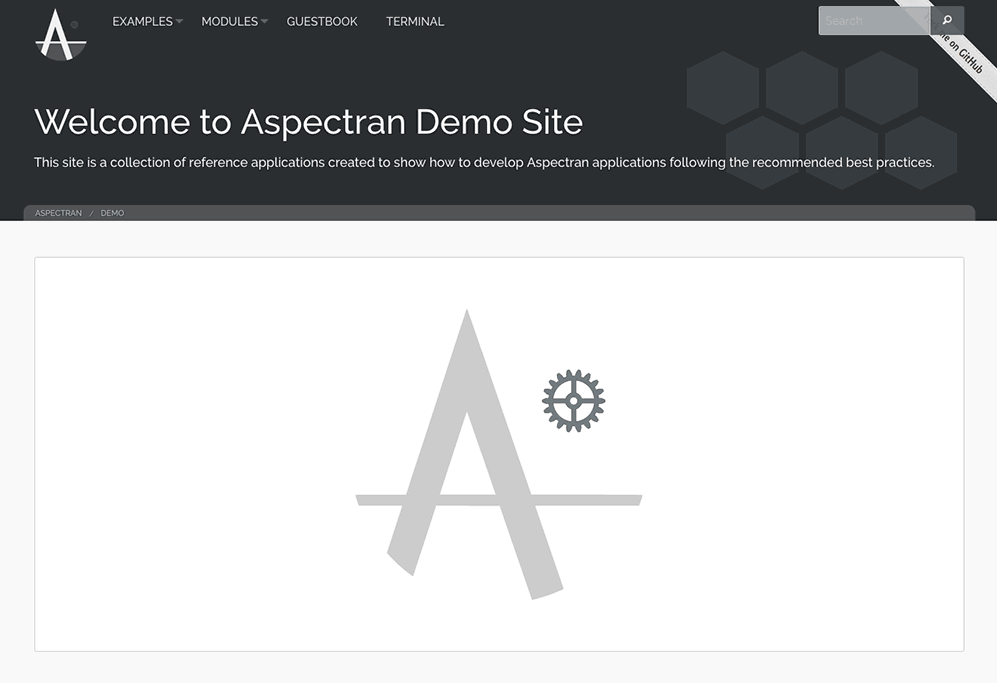 EXAMPLES MODULES GUESTBOOK TERMINAL
Search
me on GitHub
Welcome to Aspectran Demo Site
This site is a collection of reference applications created to show how to develop Aspectran applications following the recommended best practices.
ASPECTRAN / DEMO